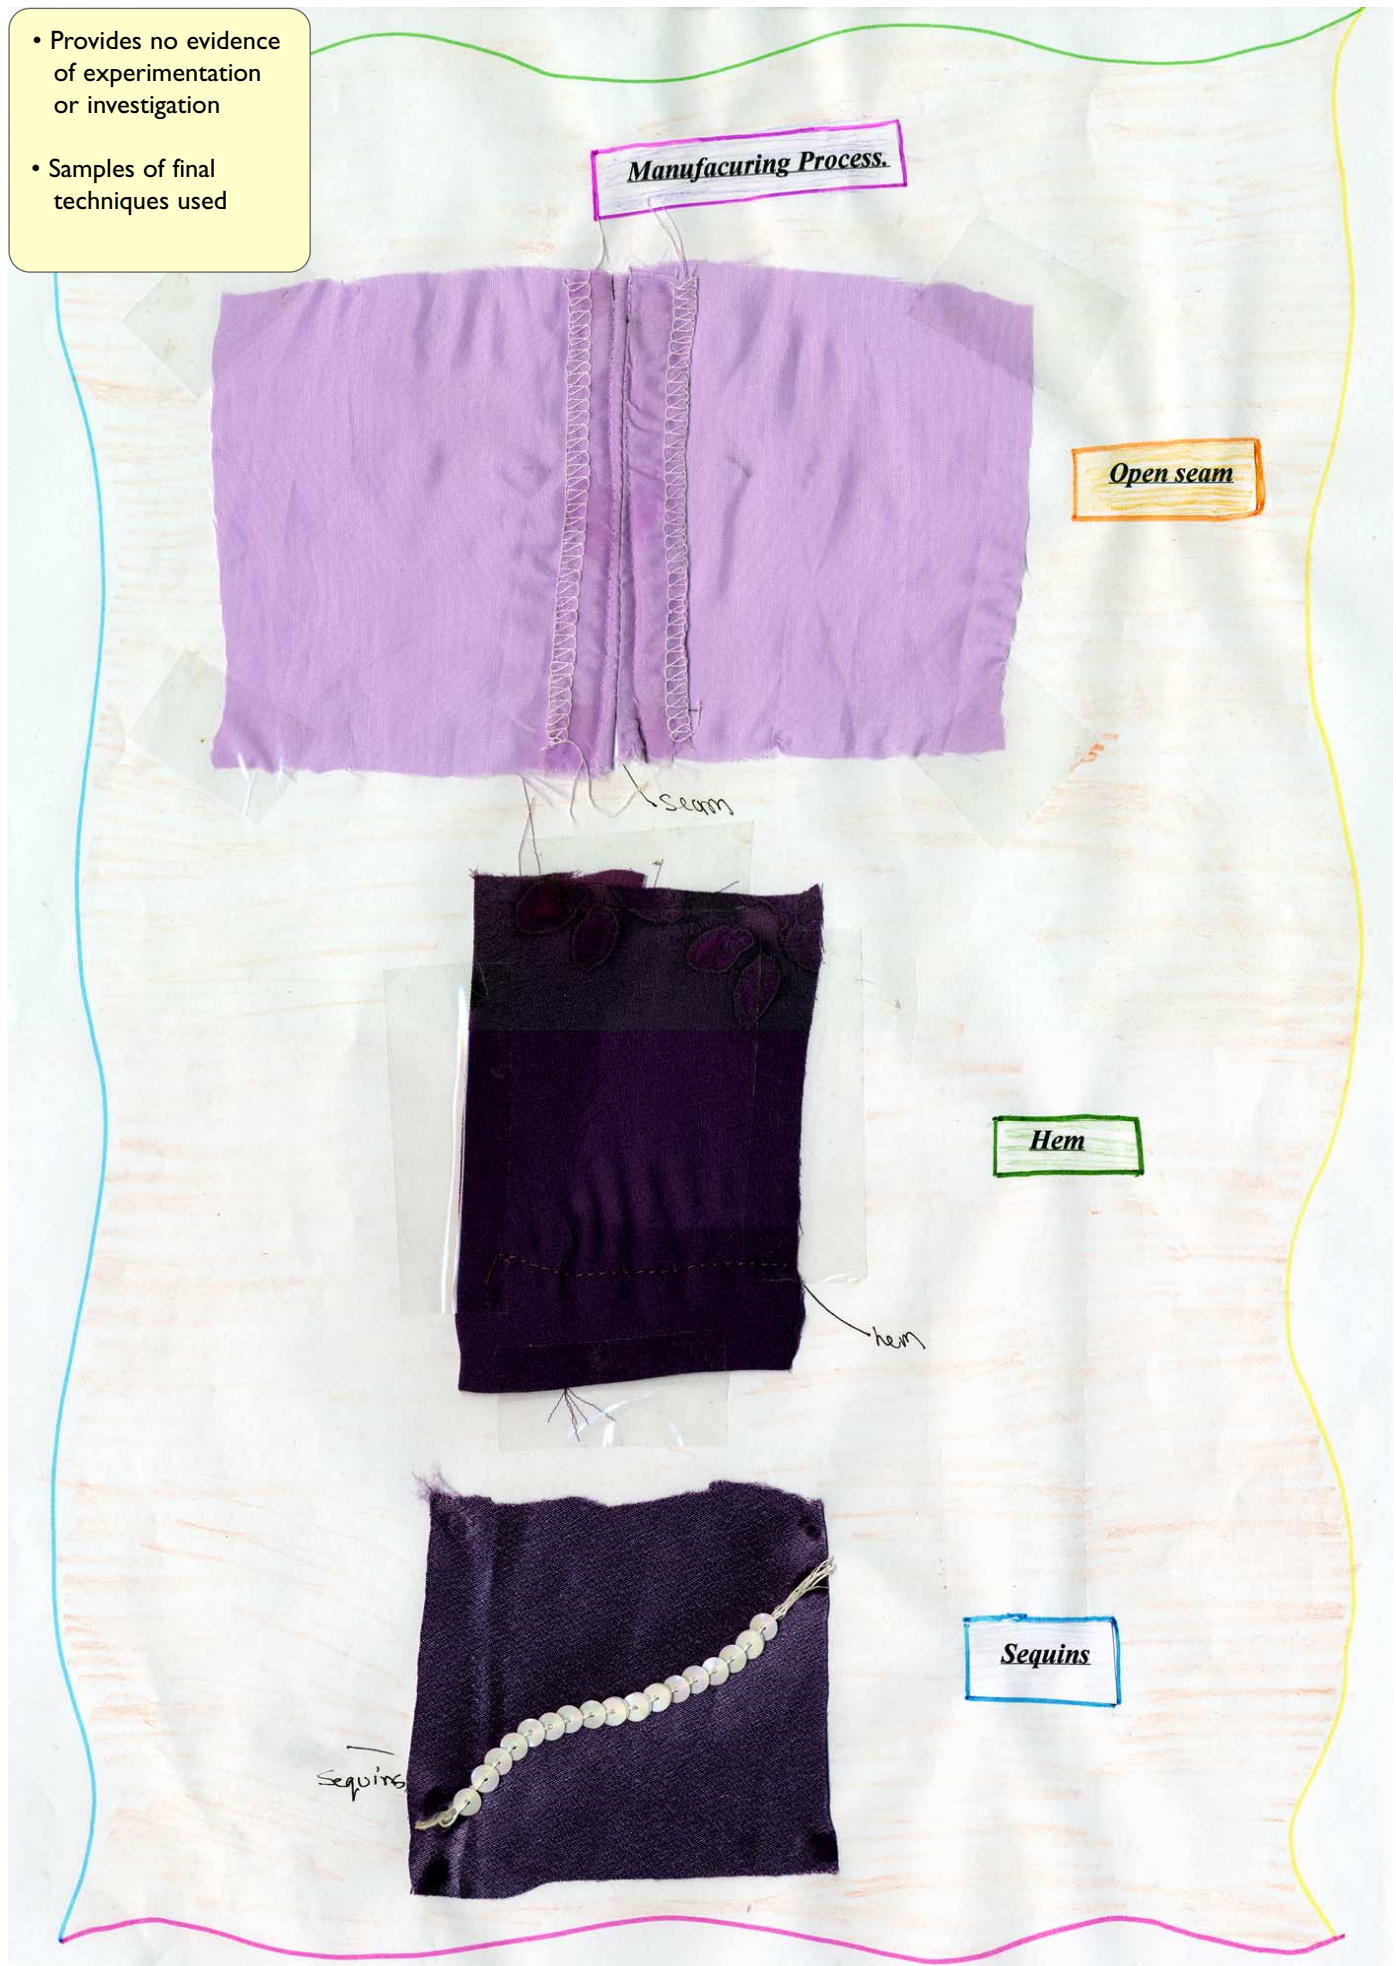 • Provides no evidence
of experimentation
or investigation
• Samples of final
techniques used
Manufacuring Process.
Open seam
seam
Hem
hem
Sequins
Sequins